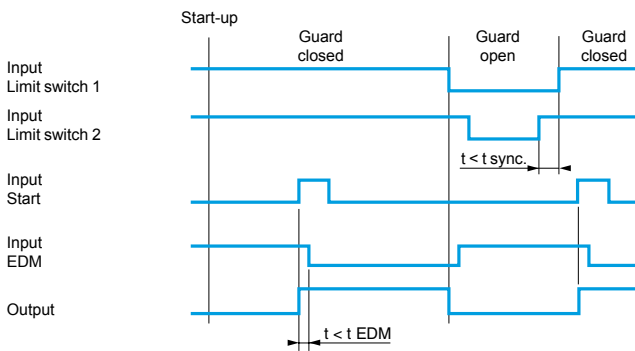 Start-up
Guard
closed
Guard
open
Guard
closed
Input
Limit switch 1
Input
Limit switch 2
t < t sync.
Input
Start
Input
EDM
Output
t < t EDM